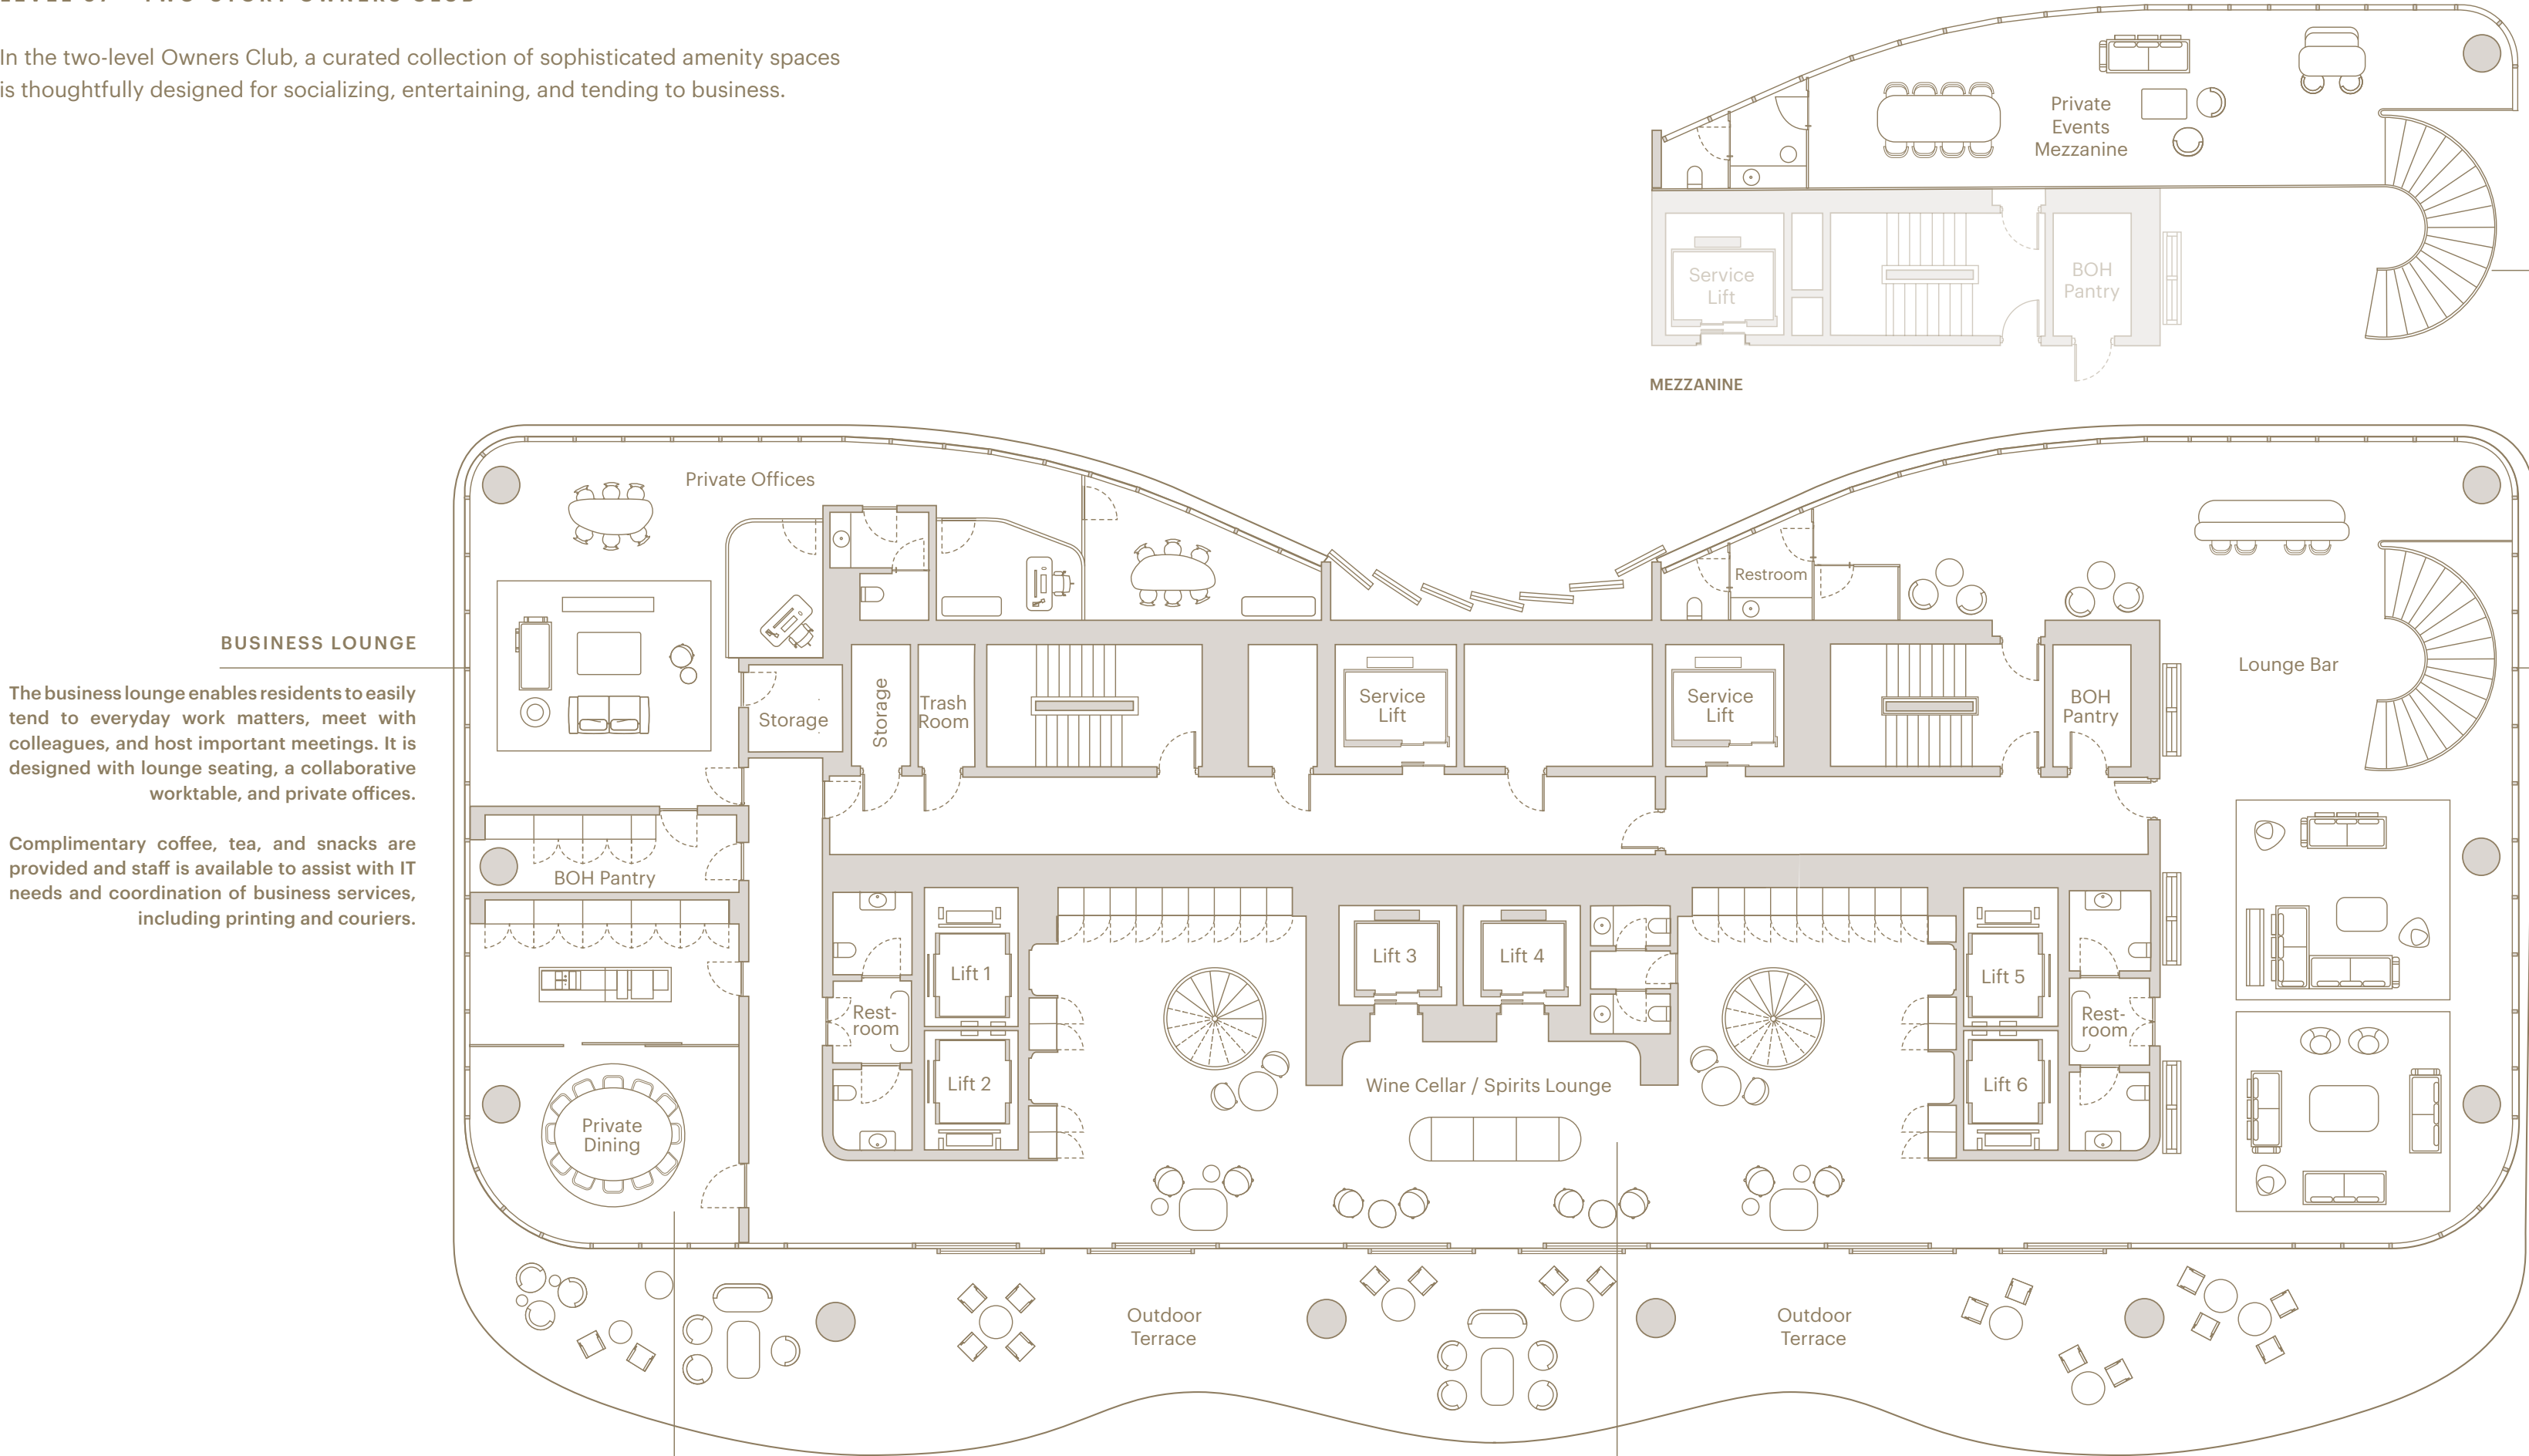 In the two-level Owners Club, a curated collection of sophisticated amenity spaces
is thoughtfully designed for socializing, entertaining, and tending to business.
Private
Events
Mezzanine
Service
Lift
BOH
Pantry
MEZZANINE
Private Offices
Restroom
BUSINESS LOUNGE
The business lounge enables residents to easily
tend to everyday work matters, meet with
colleagues, and host important meetings. It is
designed with lounge seating, a collaborative
worktable, and private offices.
Complimentary coffee, tea, and snacks are
provided and staff is available to assist with IT
needs and coordination of business services,
including printing and couriers.
Storage
Storage
Trash
Room
Service
Lift
Service
Lift
BOH
Pantry
Lounge Bar
BOH Pantry
Lift 1
Lift 2
Rest-
room
Lift 3
Lift 4
Lift 5
Lift 6
Rest-
room
Wine Cellar / Spirits Lounge
Private
Dining
Outdoor
Terrace
Outdoor
Terrace